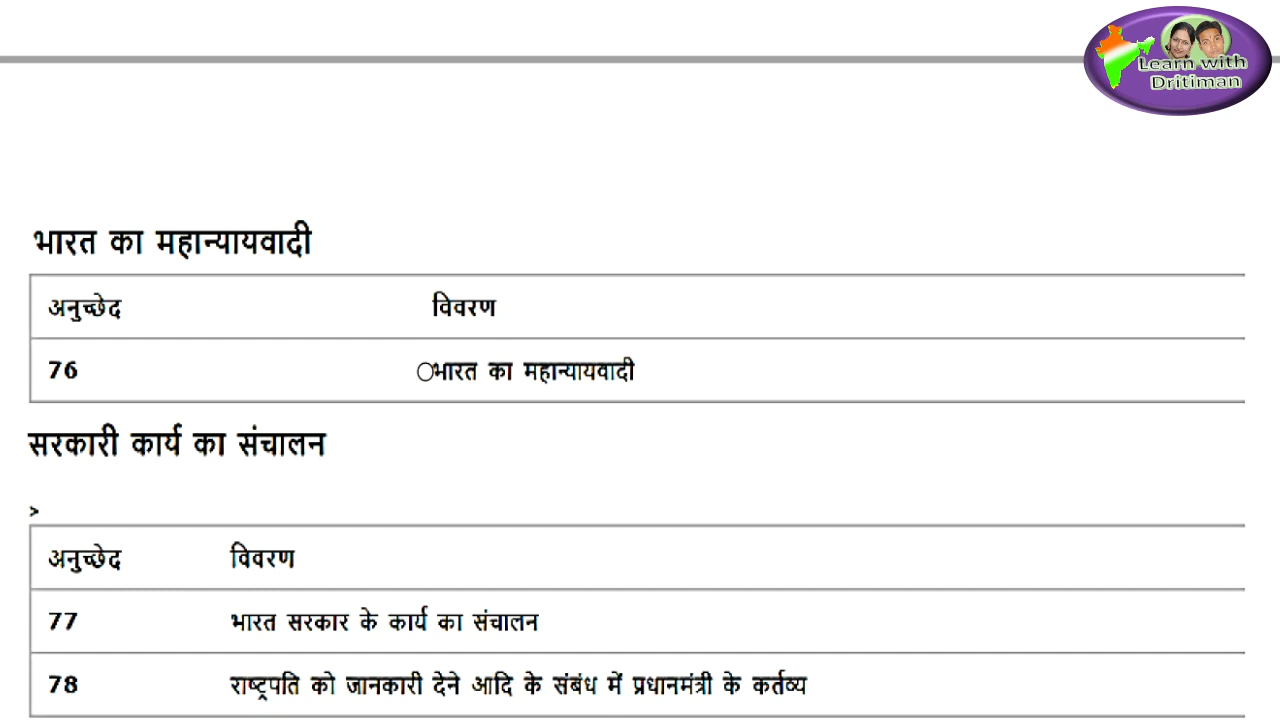 Learn with
Dritiman
भारत का महान्यायवादी
अनुच्छेद विवरण
76 भारत का महान्यायवादी
सरकारी कार्य का संचालन
>
अनुच्छेद विवरण
77 भारत सरकार के कार्य का संचालन
78 राष्ट्रपति को जानकारी देने आदि के संबंध में प्रधानमंत्री के कर्तव्य